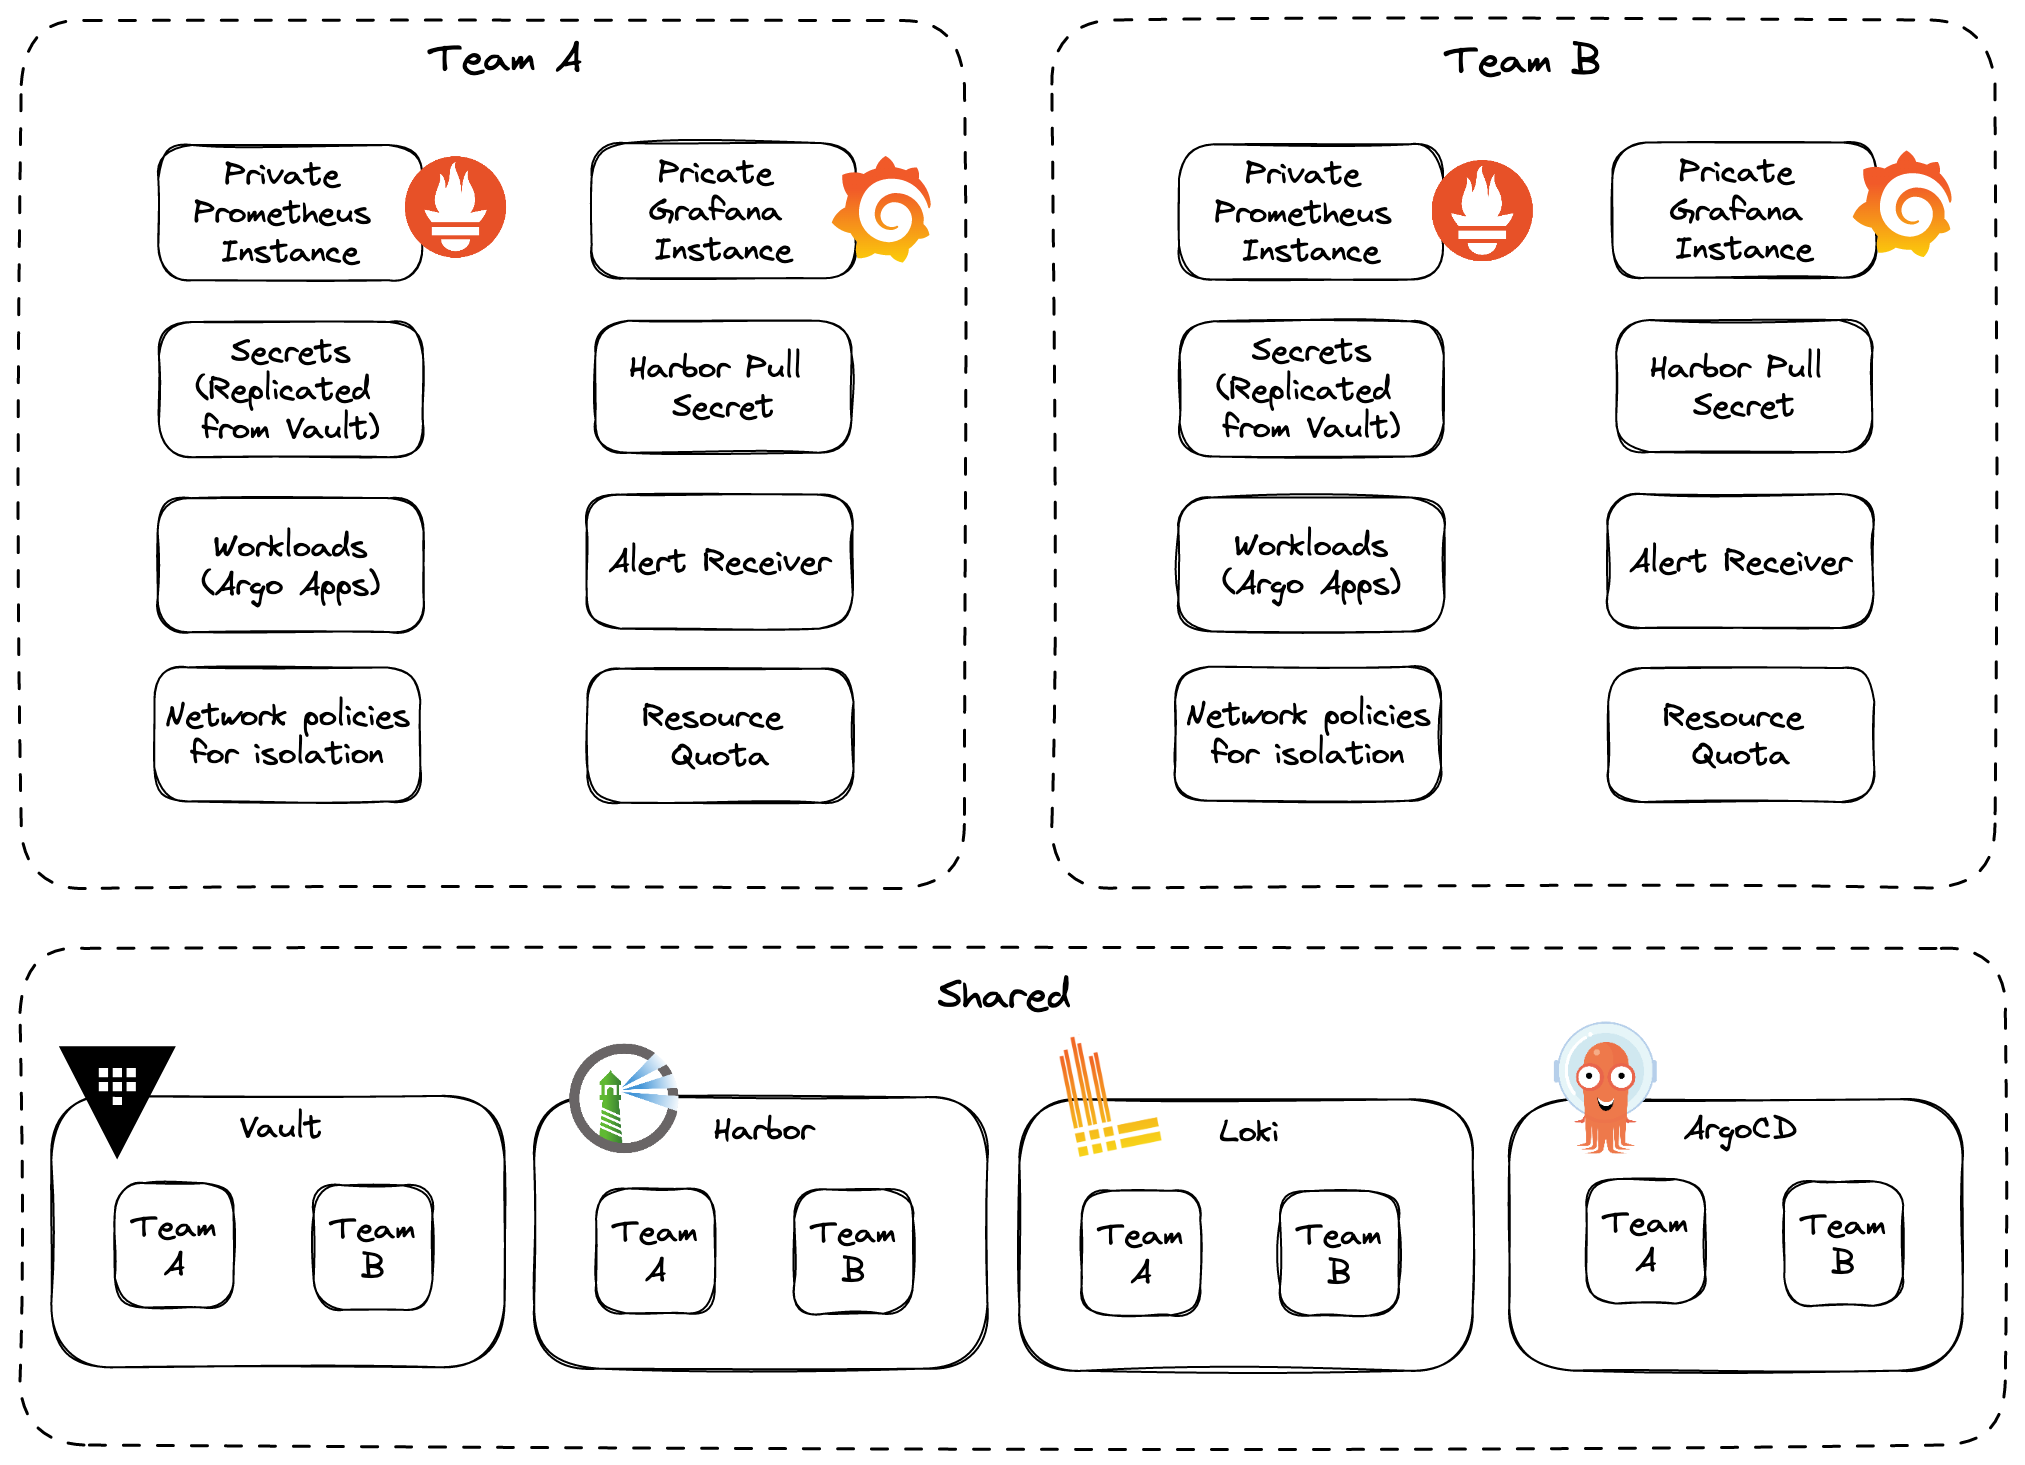 Team A
Private
Prometheus
Instance
Pricate
Grafana
Instance
Secrets
(Replicated
from Vault)
Harbor Pull
Secret
Workloads
(Argo Apps)
Alert Receiver
Network policies
for isolation
Resource
Quota
Team B
Private
Prometheus
Instance
Pricate
Grafana
Instance
Secrets
(Replicated
from Vault)
Harbor Pull
Secret
Workloads
(Argo Apps)
Alert Receiver
Network policies
for isolation
Resource
Quota
Shared
Vault
Team
A
Team
B
Harbor
Team
A
Team
B
Loki
Team
A
Team
B
ArgoCD
Team
A
Team
B